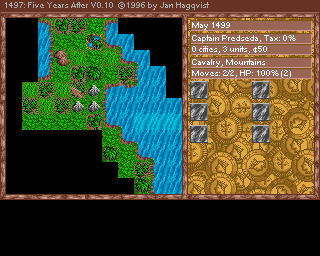 1497: Five Years After V0.10 ©1996 by Jan Hagqvist
May 1499
Captain Predseda, Tax: 0%
0 cities, 3 units, ¢50
Cavalry, Mountains
Moves: 2/2, HP: 100% (2)